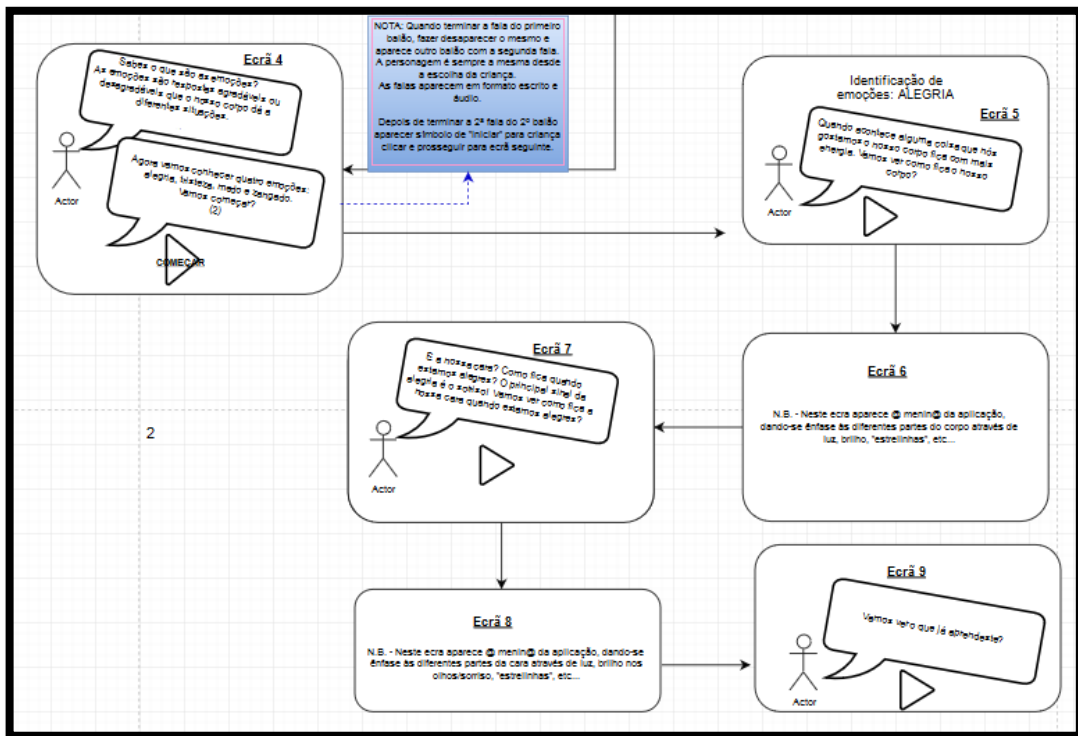 NOTA: Quando terminar a fala do primeiro
balão, fazer desaparecer o mesmo e
aparece outro balão com a segunda fala.
A personagem é sempre a mesma desde
a escolha da criança.
As falas aparecem em formato escrito e
áudio.
Depois de terminar a 2ª fala do 2º balão
aparecer símbolo de "iniciar" para criança
clicar e prosseguir para ecrã seguinte.
Ecrã 4
Sabes o que são as emoções?
As emoções são respostas agradáveis ou
desagradáveis que o nosso corpo dá a
diferentes situações.
Actor
Agora vamos conhecer quatro emoções:
alegria, tristeza, medo e zangado.
Vamos começar?
(2)
COMEÇAR
Identificação de
emoções: ALEGRIA
Ecrã 5
Quando acontece alguma coisa que nós
gostamos o nosso corpo fica com mais
energia. Vamos ver como fica o nosso
corpo?
Actor
Ecrã 6
N.B. - Neste ecra aparece @ menin@ da aplicação,
dando-se ênfase às diferentes partes do corpo através de
luz, brilho, "estrelinhas", etc...
Ecrã 7
E a nossa cara? Como fica quando
estamos alegres? O principal sinal da
alegria é o sorriso! Vamos ver como fica a
nossa cara quando estamos alegres?
Actor
2
Ecrã 8
N.B. - Neste ecra aparece @ menin@ da aplicação, dando-se
ênfase às diferentes partes da cara através de luz, brilho nos
olhos/sorriso, "estrelinhas", etc...
Ecrã 9
Vamos ver o que já aprendeste?
Actor